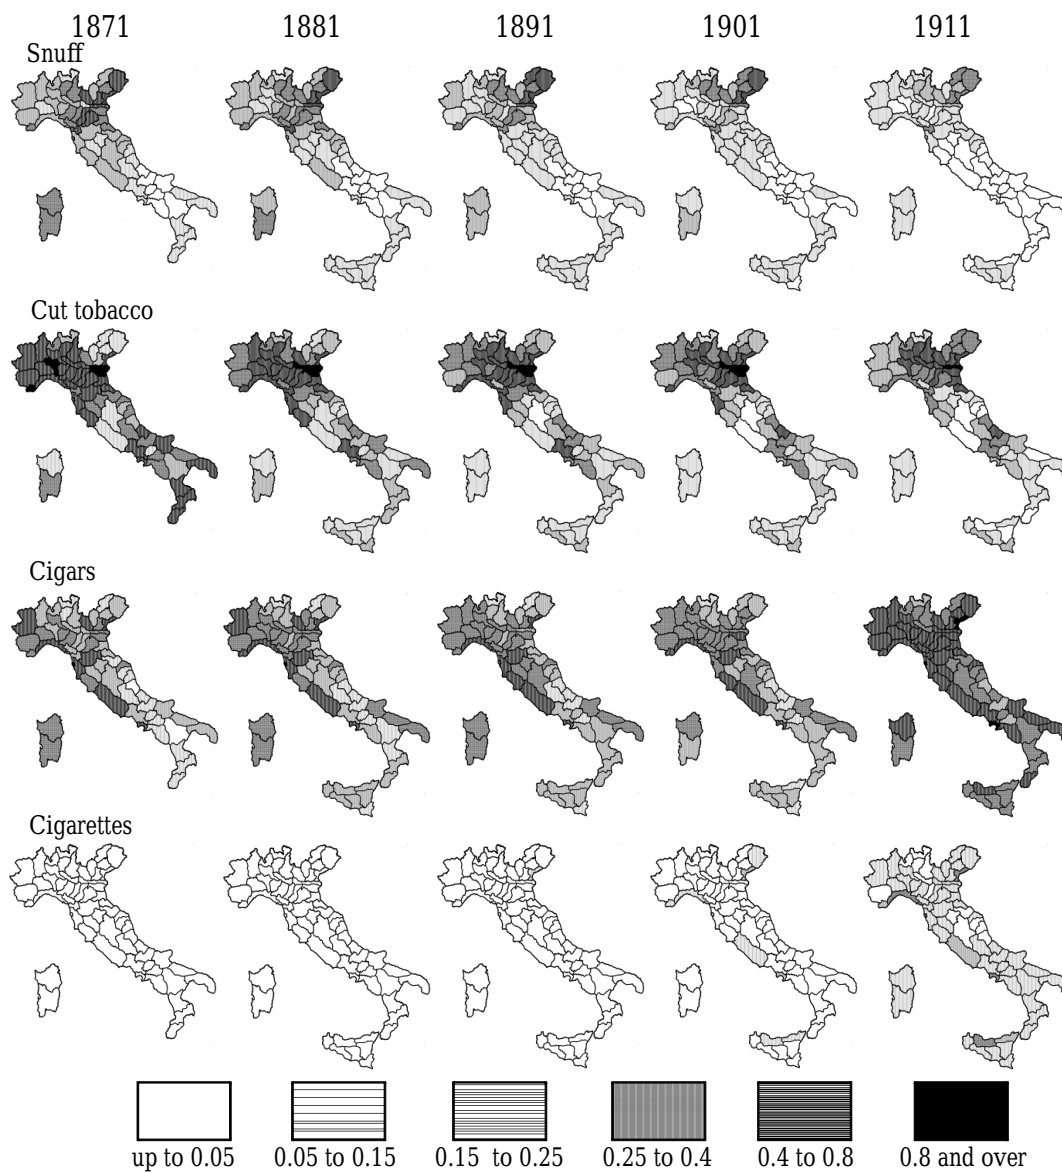 1871 1881 1891 1901 1911
Snuff
Cut tobacco
Cigars
Cigarettes
up to 0.05 0.05 to 0.15 0.15 to 0.25 0.25 to 0.4 0.4 to 0.8 0.8 and over